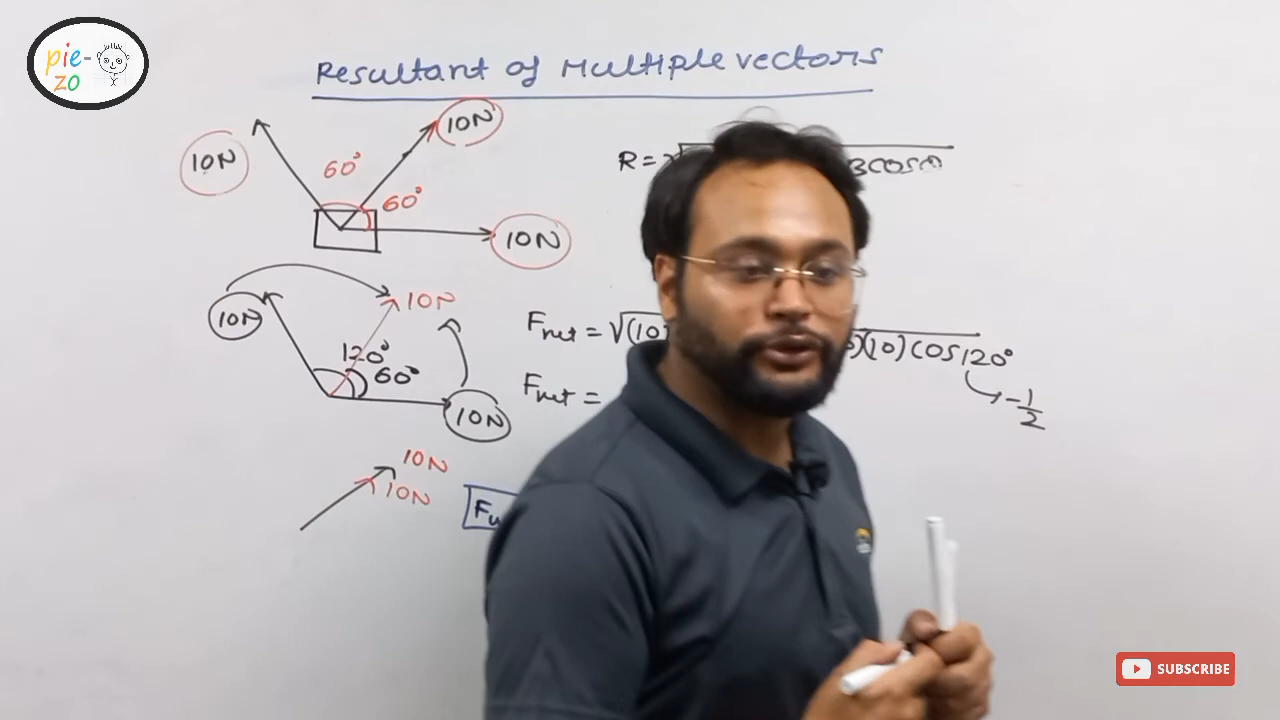 pie-
zo
Resultant of Multiple vectors
10N
10N
60°
60°
10N
R =
Bcosθ
10N
10N
120°
60°
10N
Fnet = √(10)
)(10) cos 120°
Fnet =
-1/2
10N
10N
SUBSCRIBE